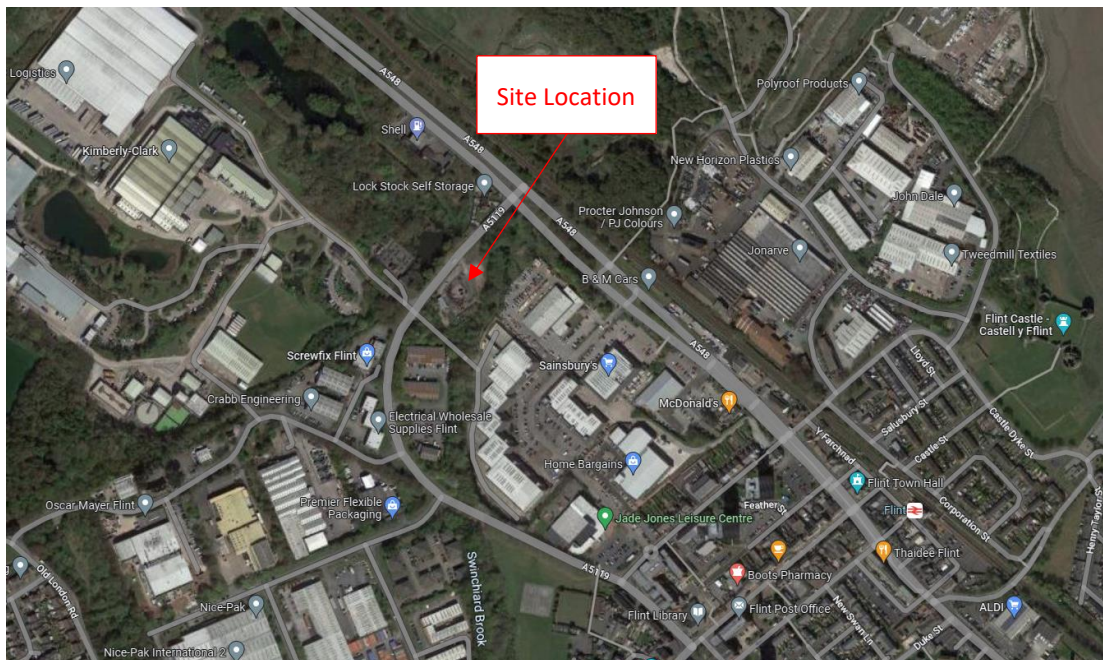 Logistics
Kimberly-Clark
Shell
A548
Site Location
Polyroof Products
New Horizon Plastics
A548
Lock Stock Self Storage
John Dale
A5119
A548
Procter Johnson
/ PJ Colours
Jonarve
Tweedmill Textiles
B & M Cars
Flint Castle -
Castell y Fflint
Screwfix Flint
Sainsbury's
A548
Lloyd St
Salusbury St
Crabb Engineering
McDonald's
Castle St
Castle Dyke St
Electrical Wholesale
Supplies Flint
Y Farchnad
Home Bargains
Flint Town Hall
Oscar Mayer Flint
Premier Flexible
Packaging
Feather St
Flint
Corporation St
Henry Taylor St
Jade Jones Leisure Centre
Old London Rd
Swinchiard Brook
Thaidee Flint
A5119
Boots Pharmacy
Nice-Pak
Flint Library
Flint Post Office
New Swan Ln
ALDI
Duke St
Nice-Pak International 2